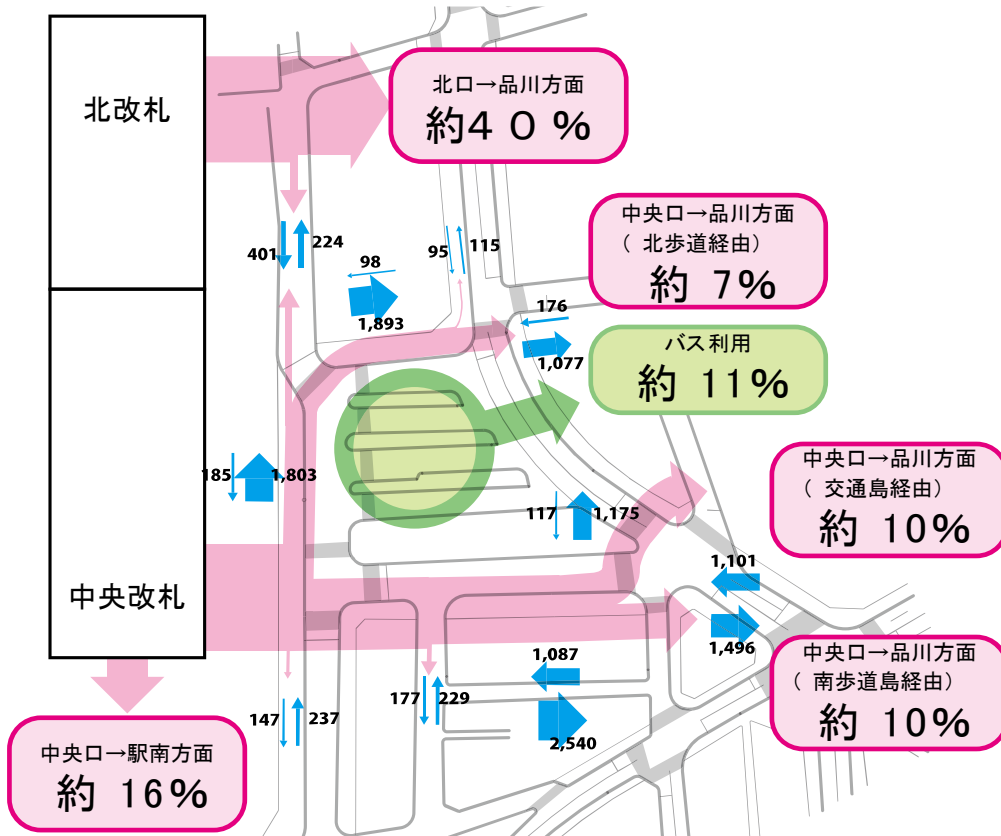 北改札
北口→品川方面
約4０%
中央口→品川方面
（ 北歩道経由）
約 7%
401
224
98
1,893
95
115
176
1,077
バス利用
約 11%
185
1,803
117
1,175
中央口→品川方面
（ 交通島経由）
約 10%
中央改札
1,101
1,496
1,087
2,540
中央口→品川方面
（ 南歩道島経由）
約 10%
147
237
177
229
中央口→駅南方面
約 16%